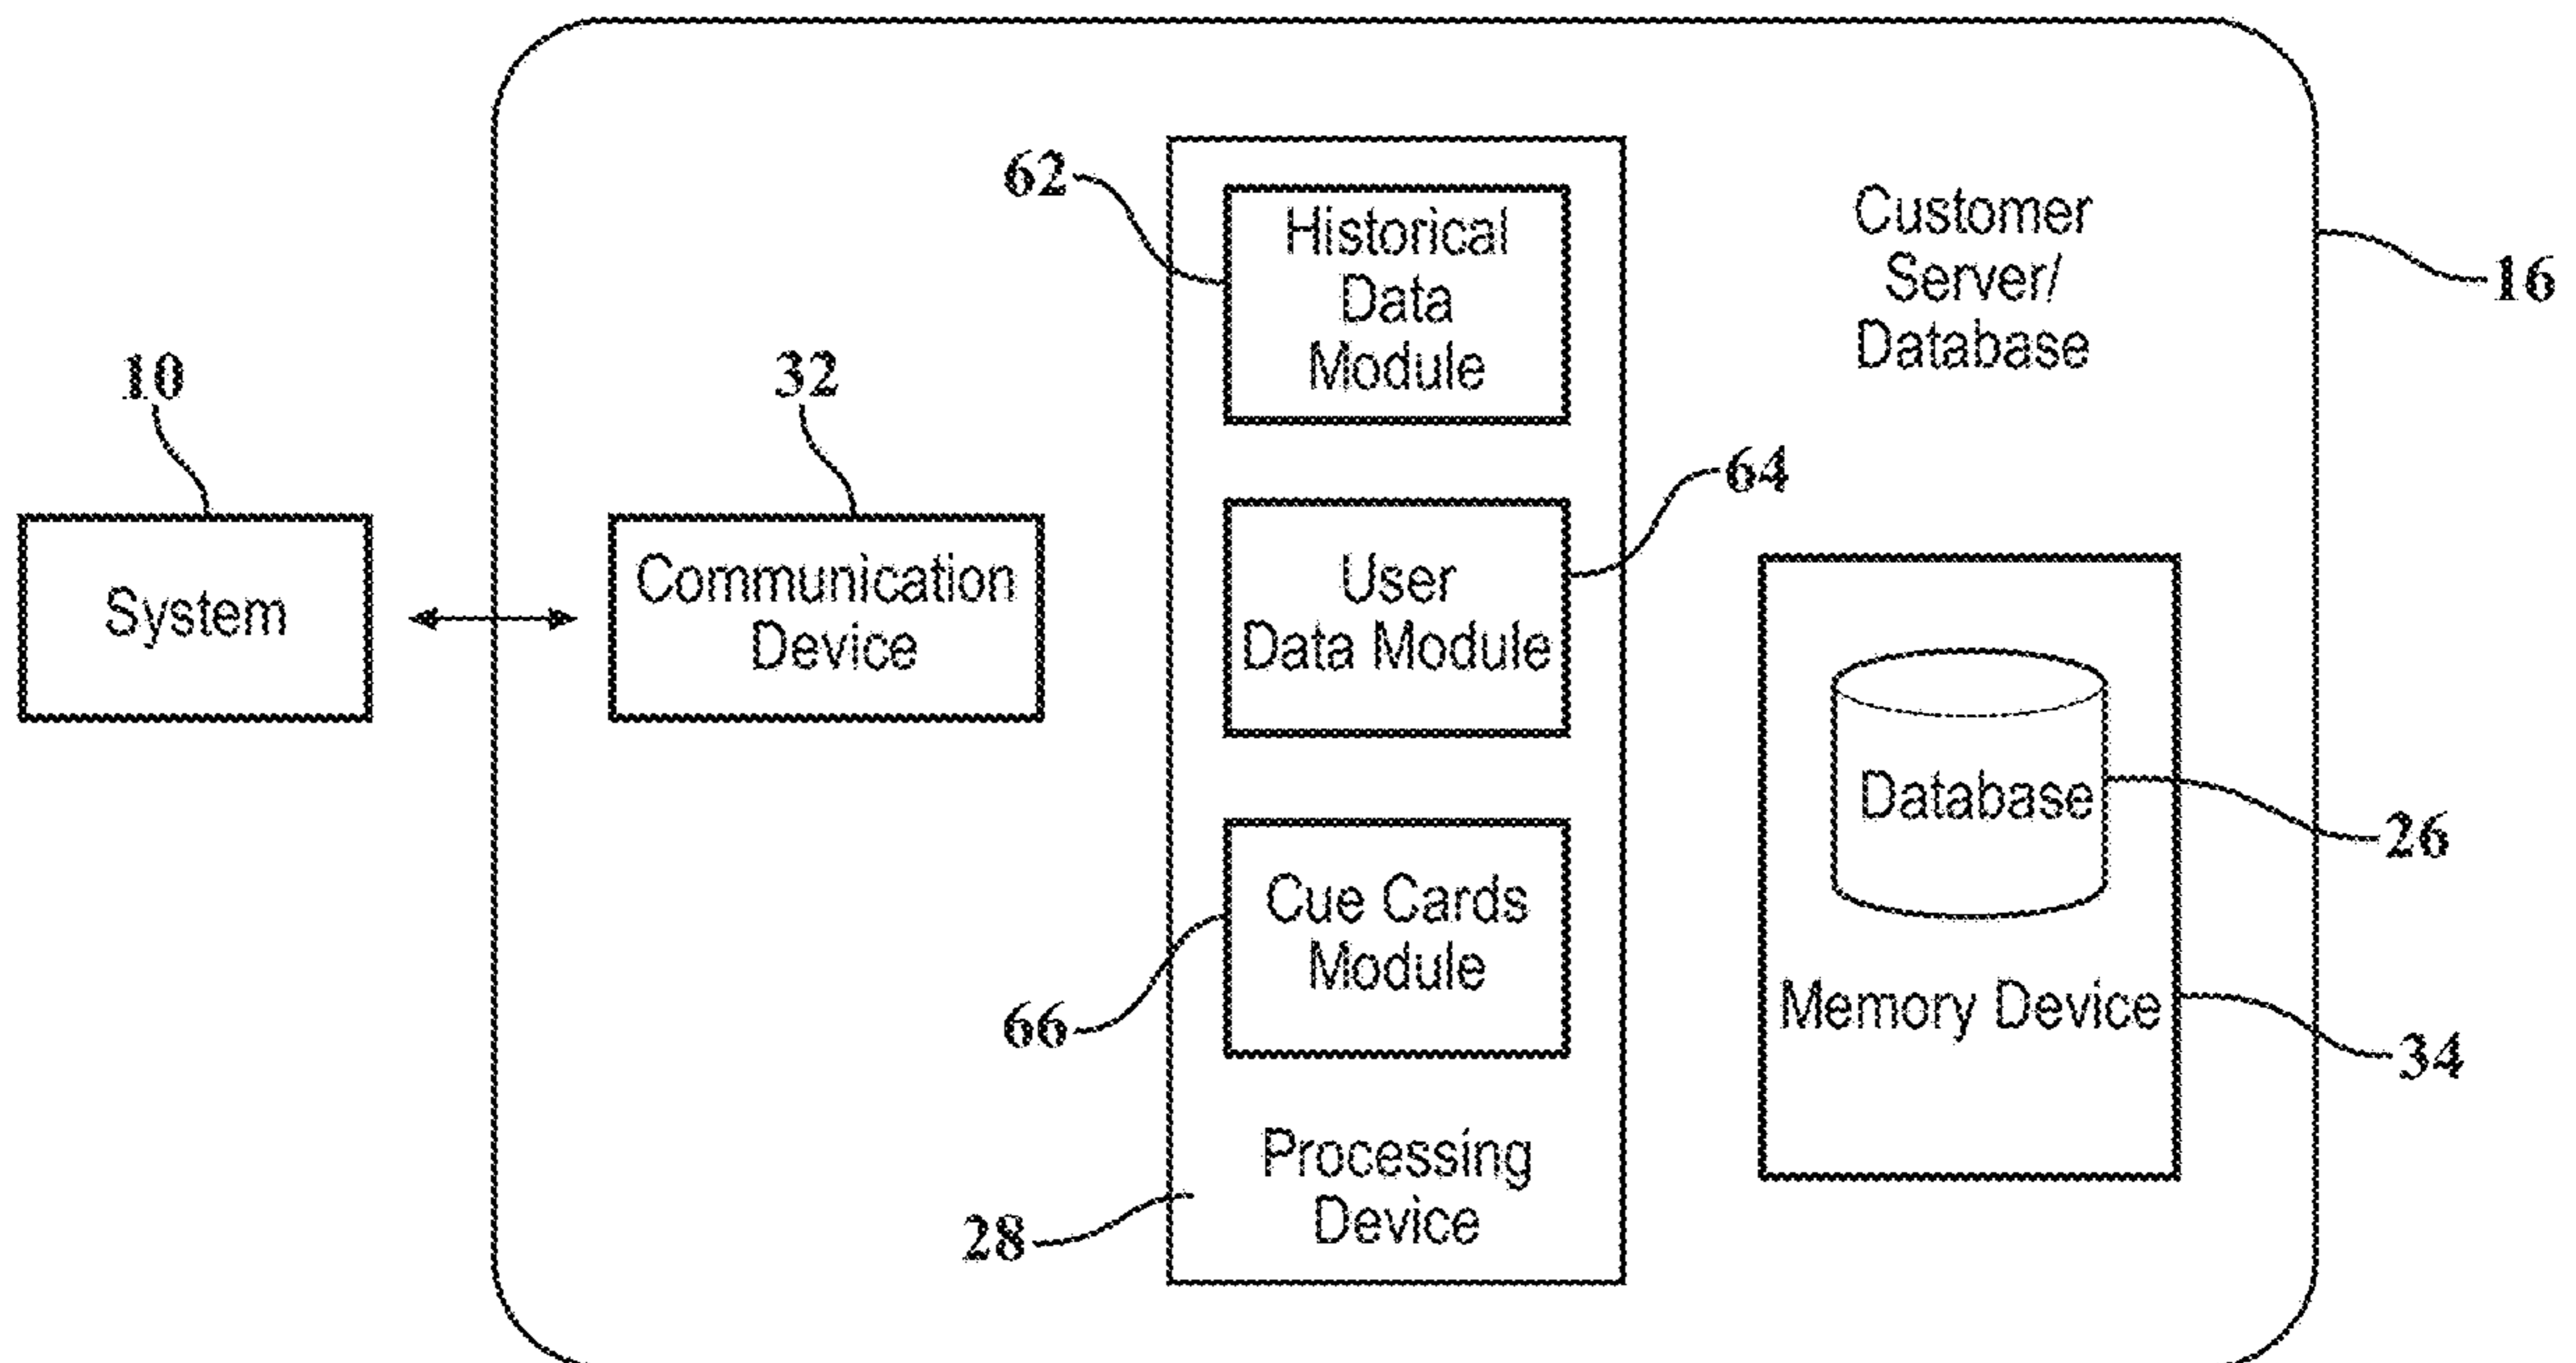 62
Historical
Data
Module
Customer
Server/
Database
16
10
32
64
System
Communication
Device
User
Data Module
Database
26
Cue Cards
Module
66
Memory Device
34
Processing
Device
28